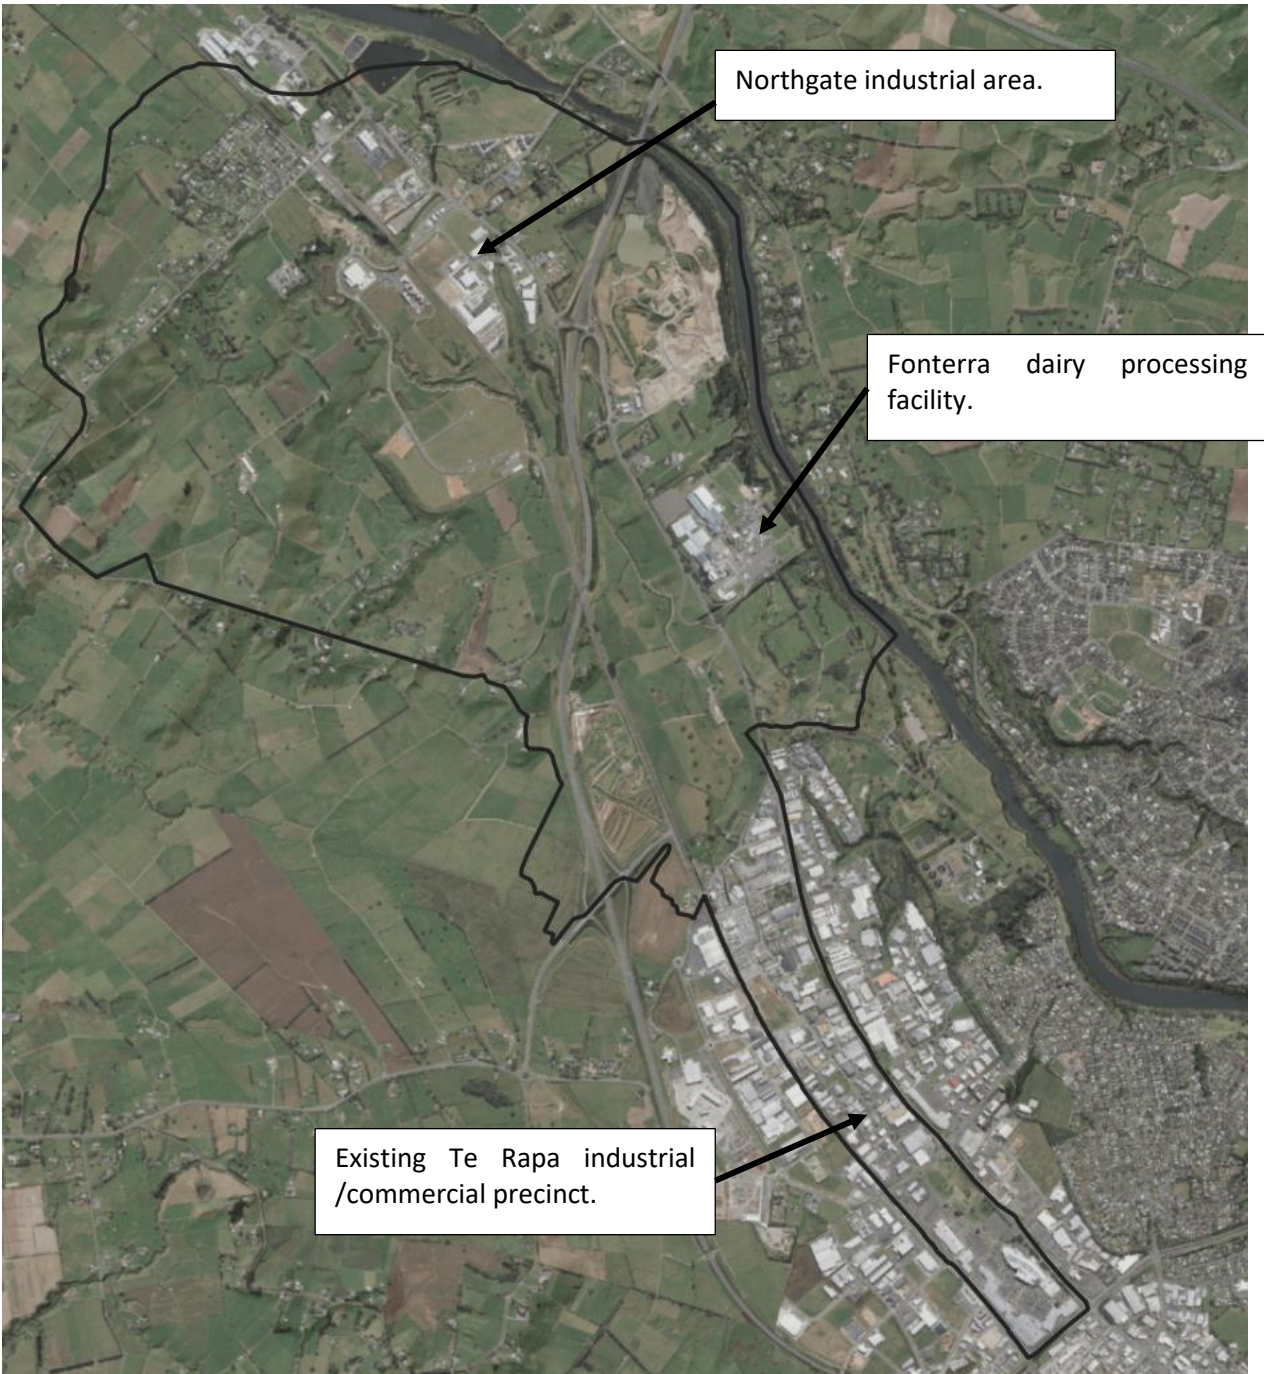 Northgate industrial area.
Fonterra dairy processing
facility.
Existing Te Rapa industrial
/commercial precinct.